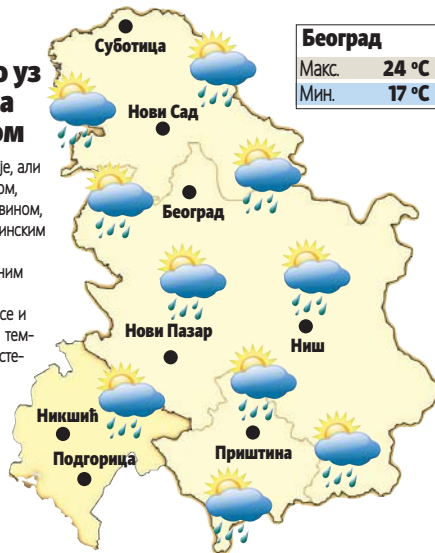 о уз
а
ом
је, али
ом,
вином,
инским
ним
се и
тем-
сте-
Београд
Макс. 24 °C
Мин. 17 °C
Суботица
Нови Сад
Београд
Нови Пазар
Ниш
Никшић
Подгорица
Приштина